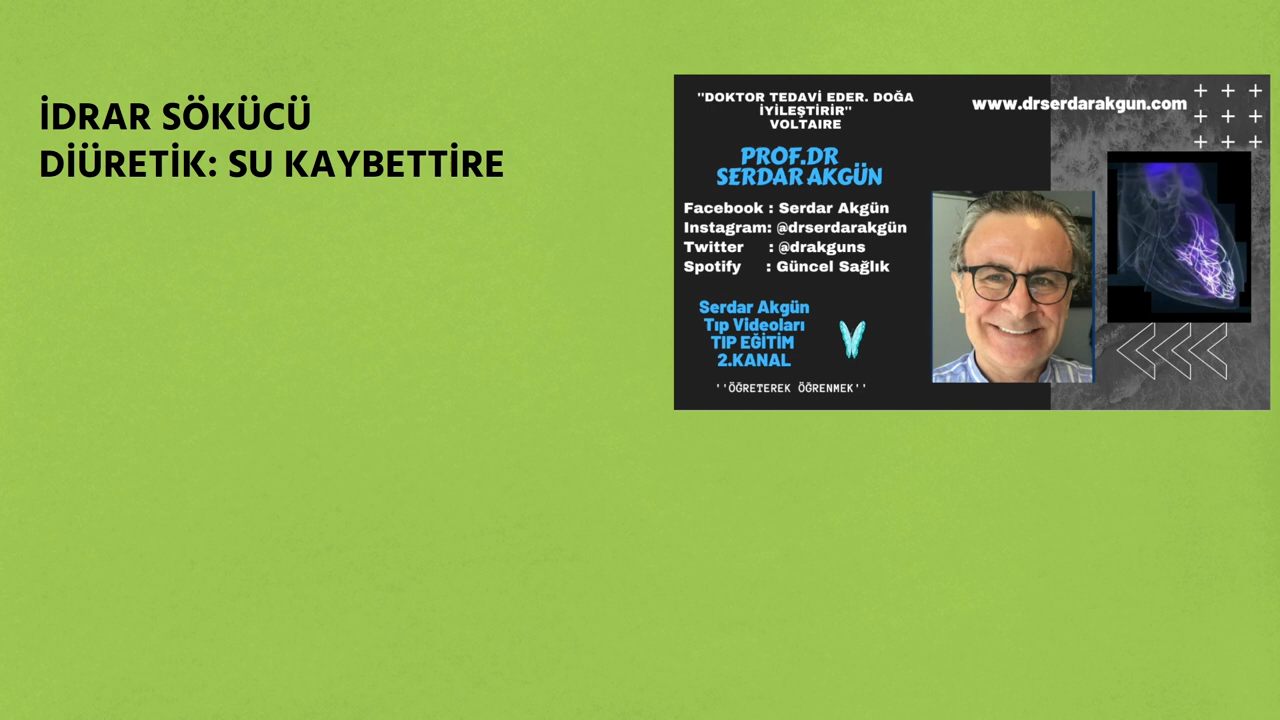 İDRAR SÖKÜCÜ
DİÜRETİK: SU KAYBETTİRE
"DOKTOR TEDAVİ EDER. DOĞA
İYİLEŞTİRİR"
VOLTAIRE
www.drserdarakgun.com
PROF.DR
SERDAR AKGÜN
Facebook : Serdar Akgün
Instagram: @drserdarakgün
Twitter : @drakguns
Spotify : Güncel Sağlık
Serdar Akgün
Tıp Videoları
TIP EĞİTİM
2.KANAL
''ÖĞRETEREK ÖĞRENMEK''